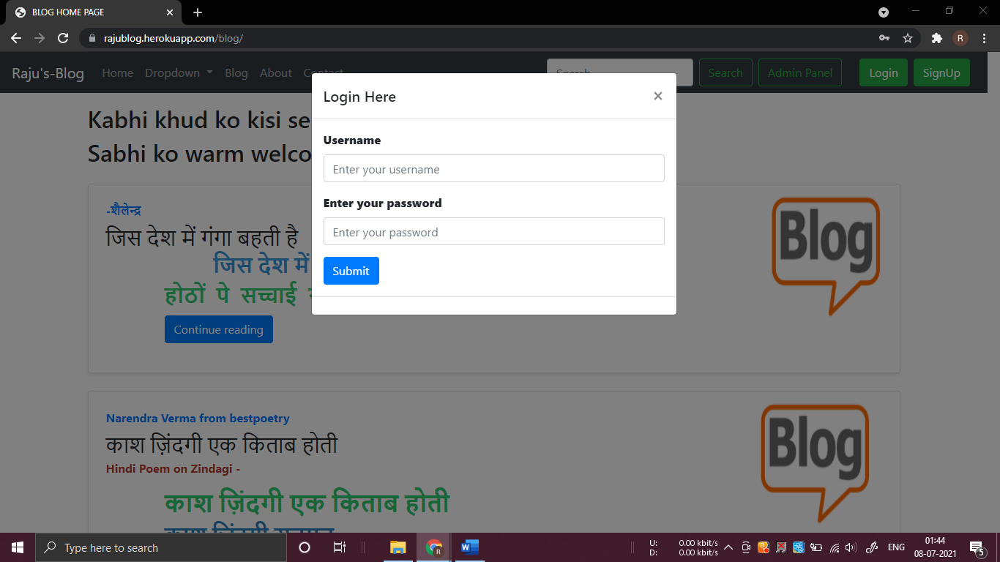 BLOG HOME PAGE
rajublog.herokuapp.com/blog/
R
Raju's-Blog Home Dropdown Blog About Contact Search Search Admin Panel Login SignUp
Login Here ×
Kabhi khud ko kisi se
Sabhi ko warm welco
Username
Enter your username
Enter your password
Enter your password
Submit
-शैलेन्द्र
जिस देश में गंगा बहती है
जिस देश में
होठों पे सच्चाई
Continue reading
Blog
Narendra Verma from bestpoetry
काश ज़िंदगी एक किताब होती
Hindi Poem on Zindagi -
काश ज़िंदगी एक किताब होती
Blog
Type here to search
U: 0.00 kbit/s
D: 0.00 kbit/s
ENG
01:44
08-07-2021
5